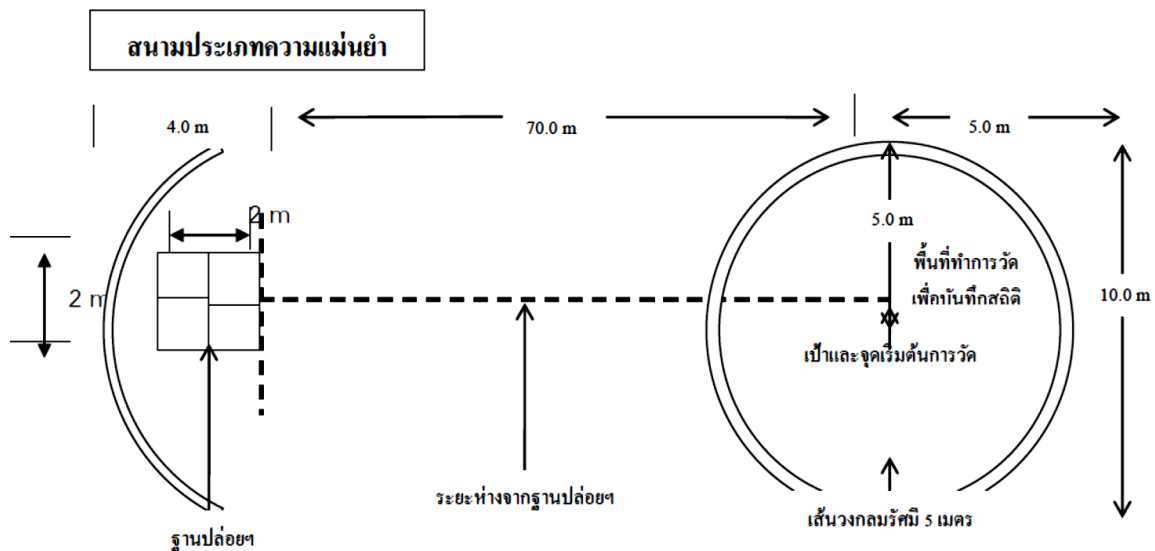 สนามประเภทความแม่นยำ
4.0 m
70.0 m
5.0 m
2 m
5.0 m
พื้นที่ทำการวัด
2 m
เพื่อบันทึกสถิติ
10.0 m
เป้าและจุดเริ่มต้นการวัด
ระยะห่างจากฐานปล่อยฯ
เส้นวงกลมรัศมี 5 เมตร
ฐานปล่อยฯ